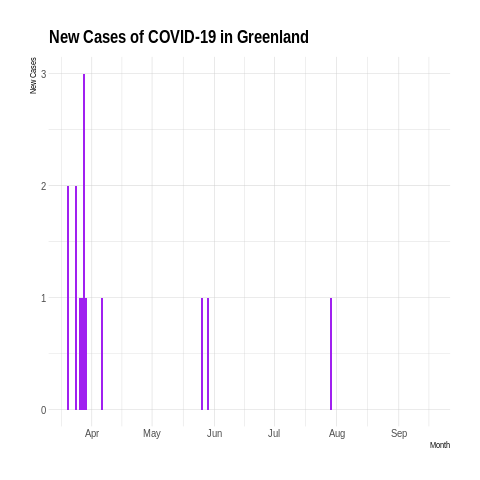 New Cases of COVID-19 in Greenland
New Cases
3
2
1
0
Apr May Jun Jul Aug Sep
Month